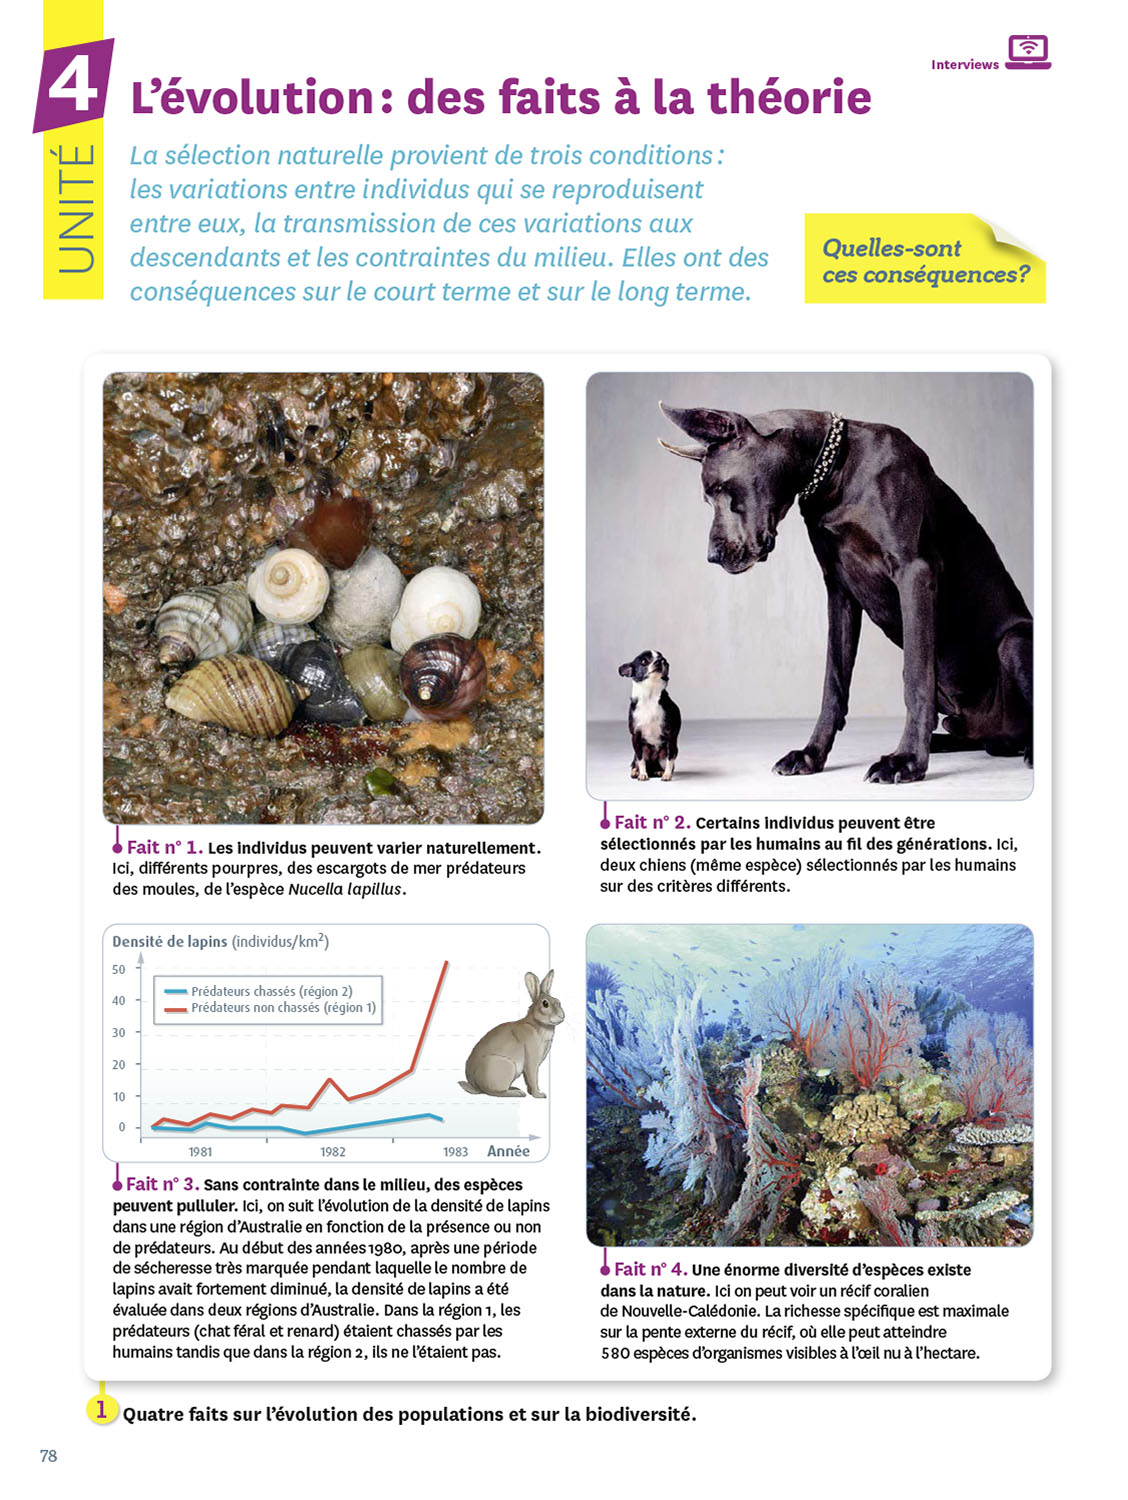 Interviews
4
UNITÉ
L’évolution : des faits à la théorie
La sélection naturelle provient de trois conditions :
les variations entre individus qui se reproduisent
entre eux, la transmission de ces variations aux
descendants et les contraintes du milieu. Elles ont des
conséquences sur le court terme et sur le long terme.
Quelles-sont
ces conséquences?
Fait n° 1. Les individus peuvent varier naturellement.
Ici, différents pourpres, des escargots de mer prédateurs
des moules, de l’espèce Nucella lapillus.
Fait n° 2. Certains individus peuvent être
sélectionnés par les humains au fil des générations. Ici,
deux chiens (même espèce) sélectionnés par les humains
sur des critères différents.
Densité de lapins (individus/km²)
50
40
30
20
10
0
Prédateurs chassés (région 2)
Prédateurs non chassés (région 1)
1981
1982
1983
Année
Fait n° 3. Sans contrainte dans le milieu, des espèces
peuvent pulluler. Ici, on suit l’évolution de la densité de lapins
dans une région d’Australie en fonction de la présence ou non
de prédateurs. Au début des années 1980, après une période
de sécheresse très marquée pendant laquelle le nombre de
lapins avait fortement diminué, la densité de lapins a été
évaluée dans deux régions d’Australie. Dans la région 1, les
prédateurs (chat féral et renard) étaient chassés par les
humains tandis que dans la région 2, ils ne l’étaient pas.
Fait n° 4. Une énorme diversité d’espèces existe
dans la nature. Ici on peut voir un récif coralien
de Nouvelle-Calédonie. La richesse spécifique est maximale
sur la pente externe du récif, où elle peut atteindre
580 espèces d’organismes visibles à l’œil nu à l’hectare.
1 Quatre faits sur l’évolution des populations et sur la biodiversité.
78